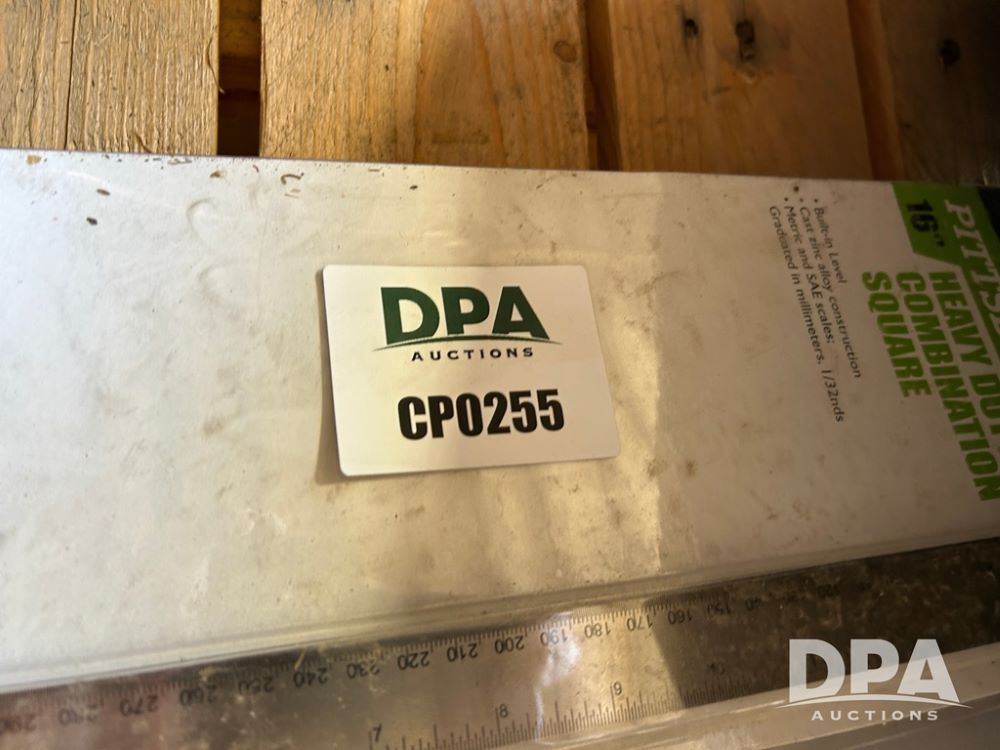 DPA
AUCTIONS
CP0255
16"
HEAVY
COMBINATION
SQUARE
• Built-in Level
• Cast zinc alloy construction
• Metric and SAE scales;
Graduated in millimeters, 1/32nds
280 270 260 250 240 230 220 210 200 190 180 170 160 150
7 8 9
DPA
AUCTIONS